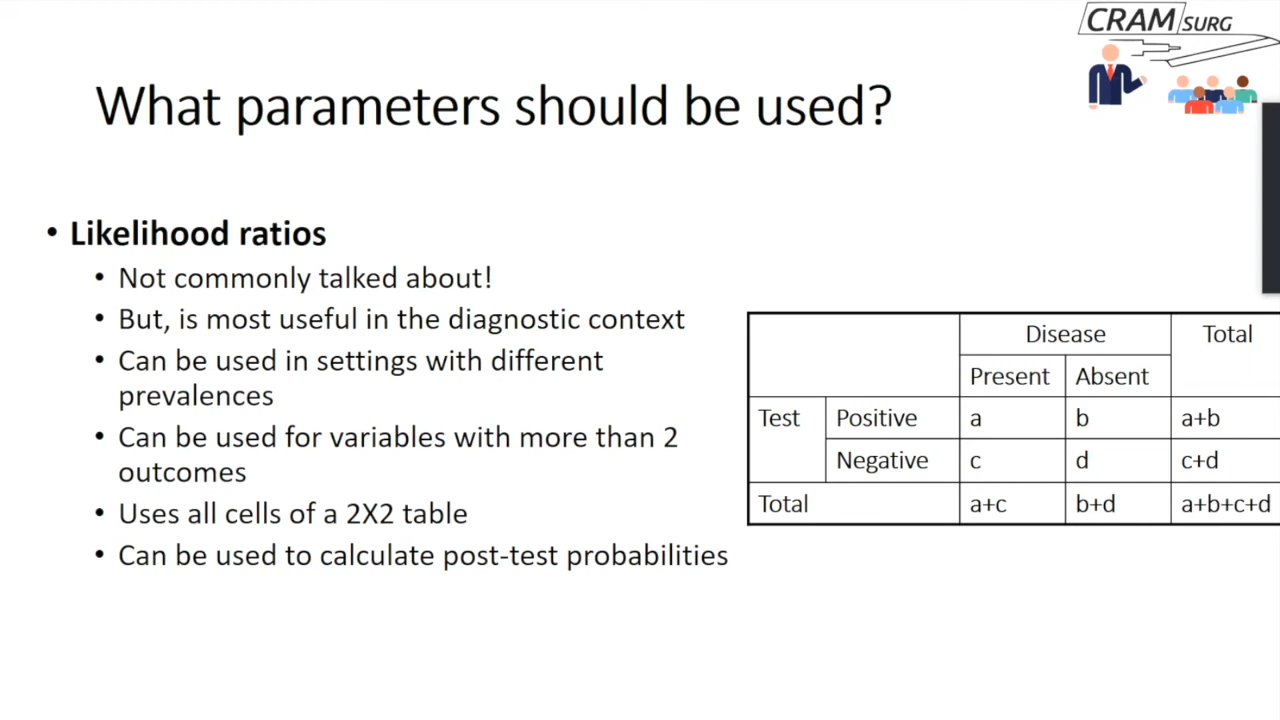 CRAM SURG
What parameters should be used?
• Likelihood ratios
• Not commonly talked about!
• But, is most useful in the diagnostic context
• Can be used in settings with different
prevalences
• Can be used for variables with more than 2
outcomes
• Uses all cells of a 2X2 table
• Can be used to calculate post-test probabilities
Disease Total
Present Absent
Test Positive a b a+b
Negative c d c+d
Total a+c b+d a+b+c+d